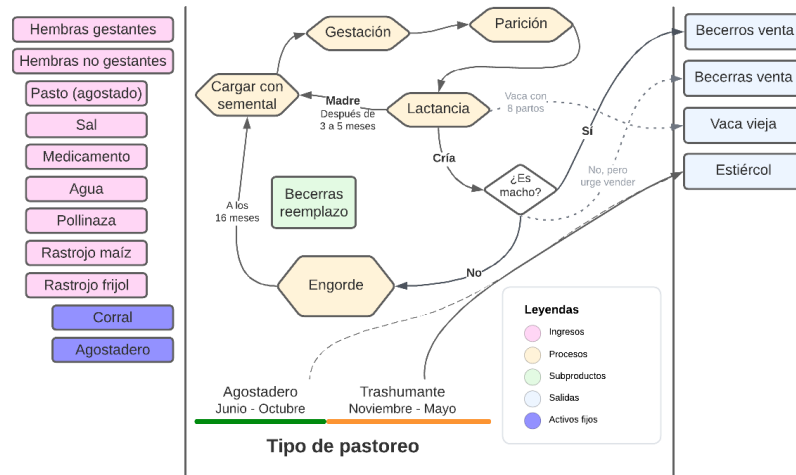 Hembras gestantes
Hembras no gestantes
Pasto (agostado)
Sal
Medicamento
Agua
Pollinaza
Rastrojo maíz
Rastrojo frijol
Corral
Agostadero
Gestación
Parición
Cargar con
semental
Madre
Después de
3 a 5 meses
Lactancia
Vaca con
8 partos
Cría
Sí
¿Es
macho?
No, pero
urge vender
A los
16 meses
Becerras
reemplazo
Engorde
No
Becerros venta
Becerras venta
Vaca vieja
Estiércol
Leyendas
Ingresos
Procesos
Subproductos
Salidas
Activos fijos
Agostadero
Junio - Octubre
Trashumante
Noviembre - Mayo
Tipo de pastoreo